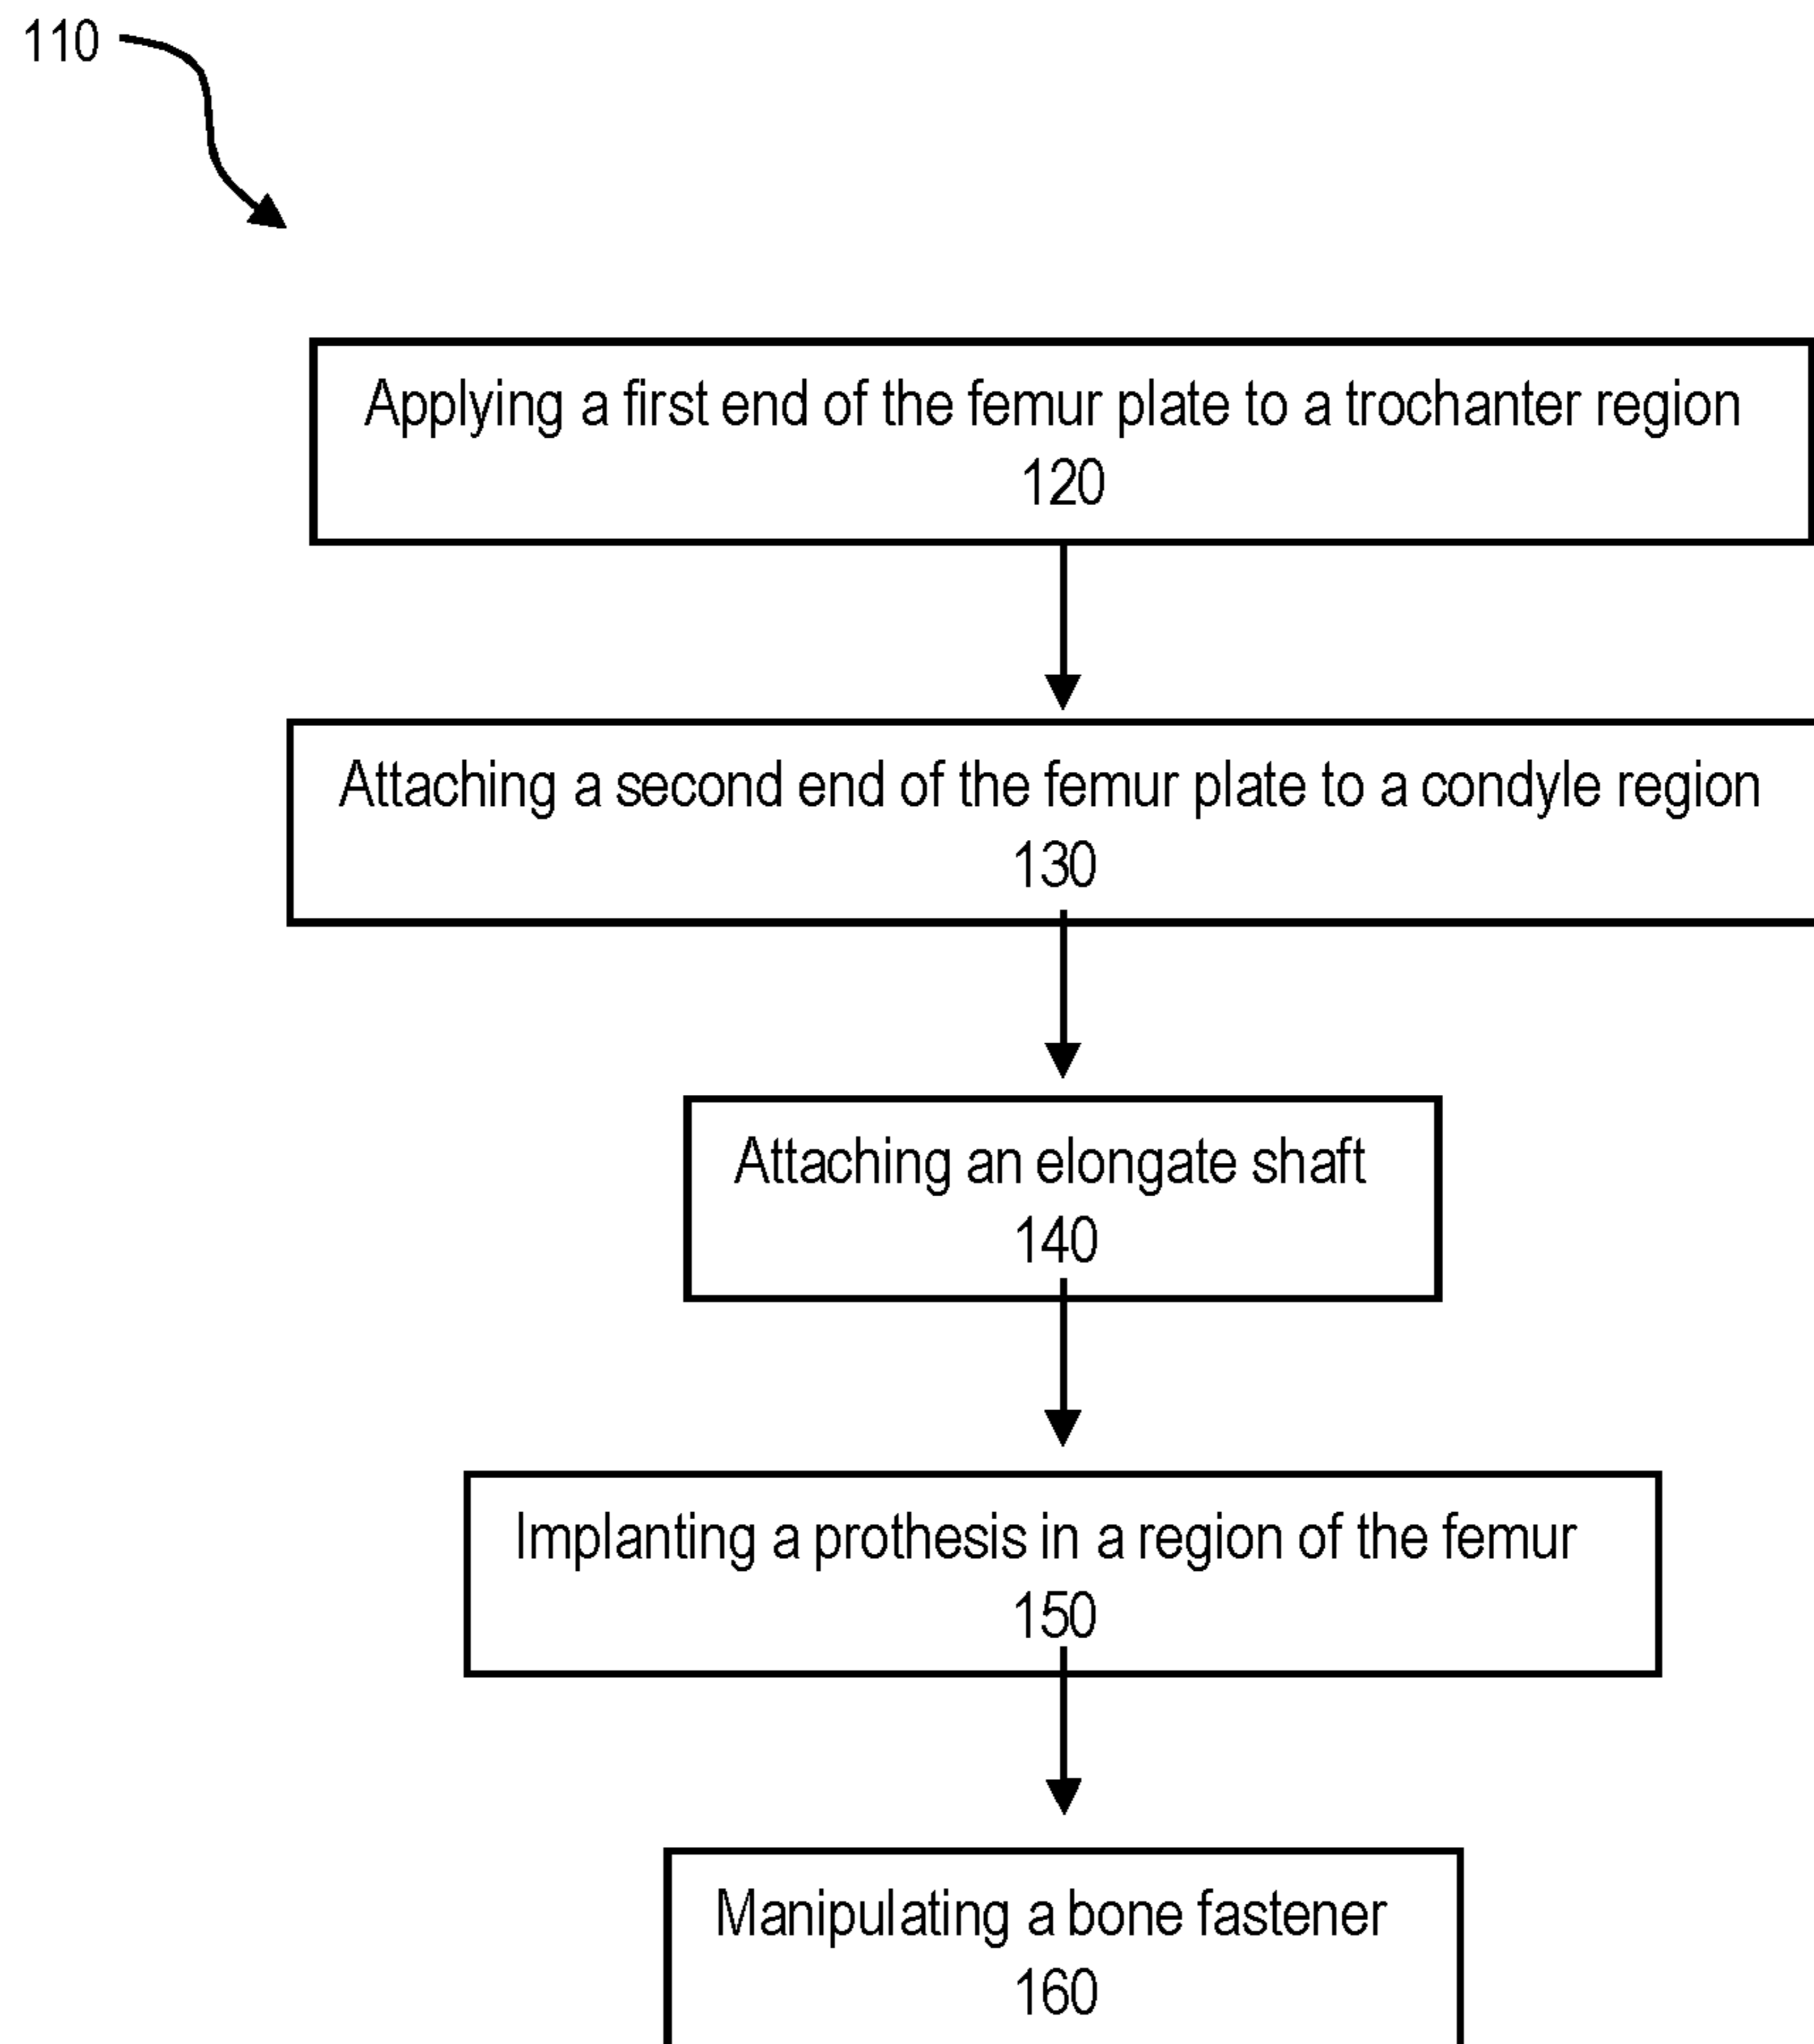 110
Applying a first end of the femur plate to a trochanter region
120
Attaching a second end of the femur plate to a condyle region
130
Attaching an elongate shaft
140
Implanting a prothesis in a region of the femur
150
Manipulating a bone fastener
160